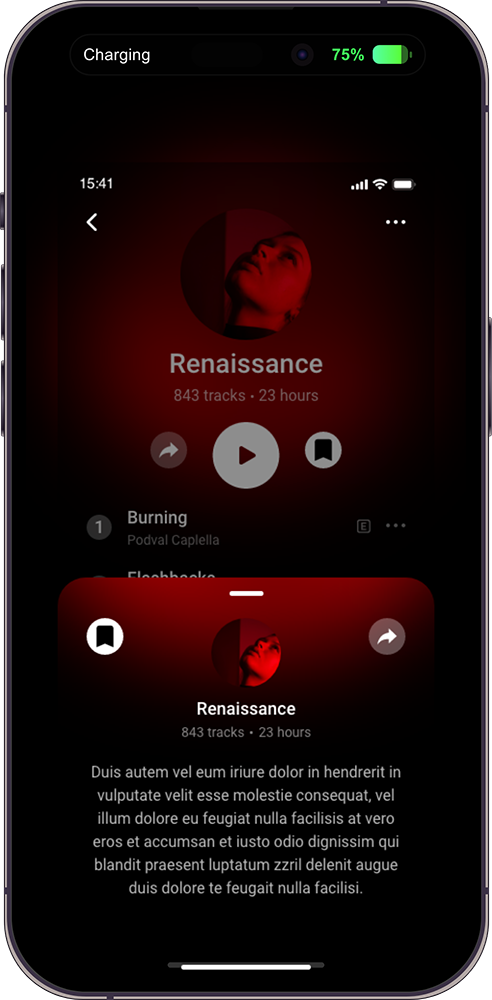 Charging 75%
15:41
Renaissance
843 tracks • 23 hours
1 Burning E
Podval Caplella
Flashbacks
Renaissance
843 tracks • 23 hours
Duis autem vel eum iriure dolor in hendrerit in
vulputate velit esse molestie consequat, vel
illum dolore eu feugiat nulla facilisis at vero
eros et accumsan et iusto odio dignissim qui
blandit praesent luptatum zzril delenit augue
duis dolore te feugait nulla facilisi.